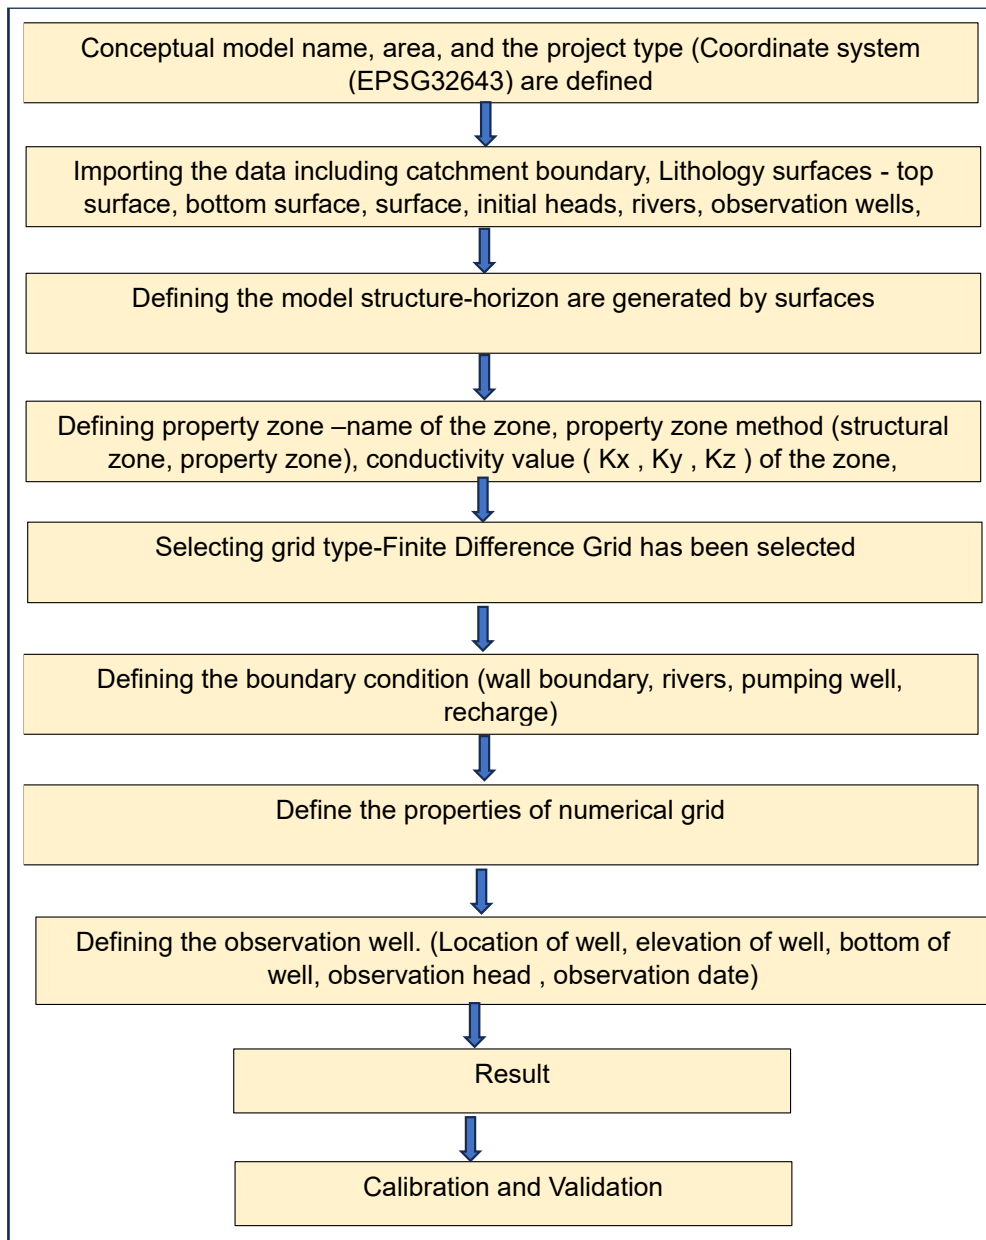 Conceptual model name, area, and the project type (Coordinate system
(EPSG32643) are defined
Importing the data including catchment boundary, Lithology surfaces - top
surface, bottom surface, surface, initial heads, rivers, observation wells,
Defining the model structure-horizon are generated by surfaces
Defining property zone –name of the zone, property zone method (structural
zone, property zone), conductivity value ( Kx , Ky , Kz ) of the zone,
Selecting grid type-Finite Difference Grid has been selected
Defining the boundary condition (wall boundary, rivers, pumping well,
recharge)
Define the properties of numerical grid
Defining the observation well. (Location of well, elevation of well, bottom of
well, observation head , observation date)
Result
Calibration and Validation